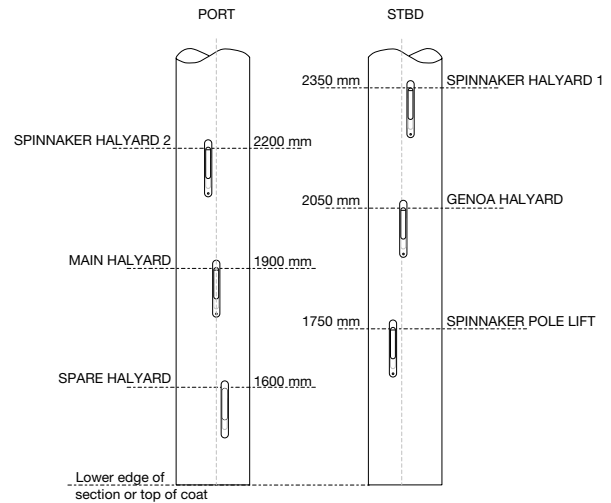 PORT
STBD
2350 mm
SPINNAKER HALYARD 1
SPINNAKER HALYARD 2
2200 mm
2050 mm
GENOA HALYARD
MAIN HALYARD
1900 mm
1750 mm
SPINNAKER POLE LIFT
SPARE HALYARD
1600 mm
Lower edge of
section or top of coat